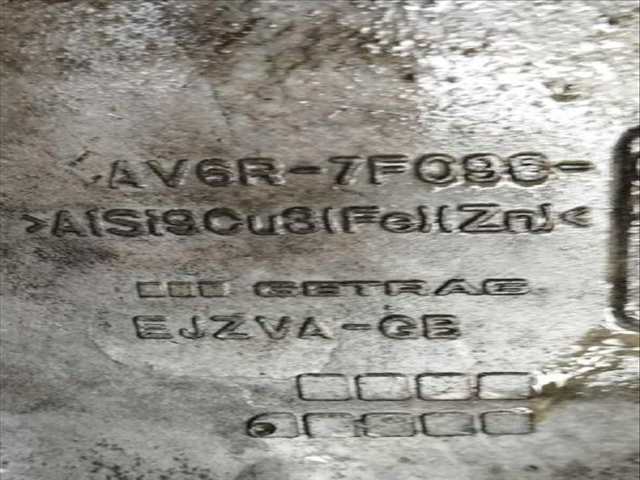 AV6R-7F096-
>AlSi9Cu3(Fe)(Zn)<
GETRAG
EJZVA-GB